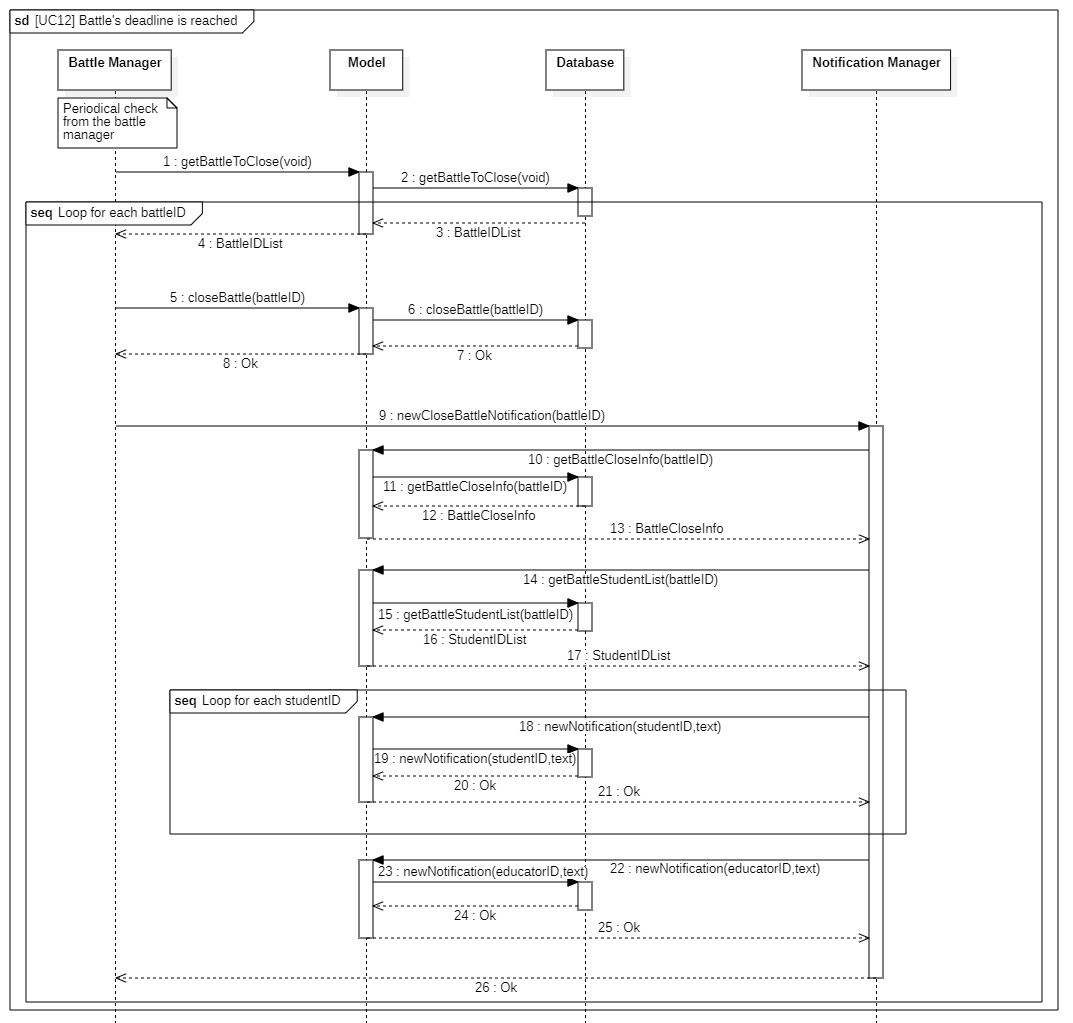 sd [UC12] Battle's deadline is reached
Battle Manager
Model
Database
Notification Manager
Periodical check
from the battle
manager
1 : getBattleToClose(void)
2 : getBattleToClose(void)
seq Loop for each battleID
3 : BattleIDList
4 : BattleIDList
5 : closeBattle(battleID)
6 : closeBattle(battleID)
7 : Ok
8 : Ok
9 : newCloseBattleNotification(battleID)
10 : getBattleCloseInfo(battleID)
11 : getBattleCloseInfo(battleID)
12 : BattleCloseInfo
13 : BattleCloseInfo
14 : getBattleStudentList(battleID)
15 : getBattleStudentList(battleID)
16 : StudentIDList
17 : StudentIDList
seq Loop for each studentID
18 : newNotification(studentID,text)
19 : newNotification(studentID,text)
20 : Ok
21 : Ok
22 : newNotification(educatorID,text)
23 : newNotification(educatorID,text)
24 : Ok
25 : Ok
26 : Ok